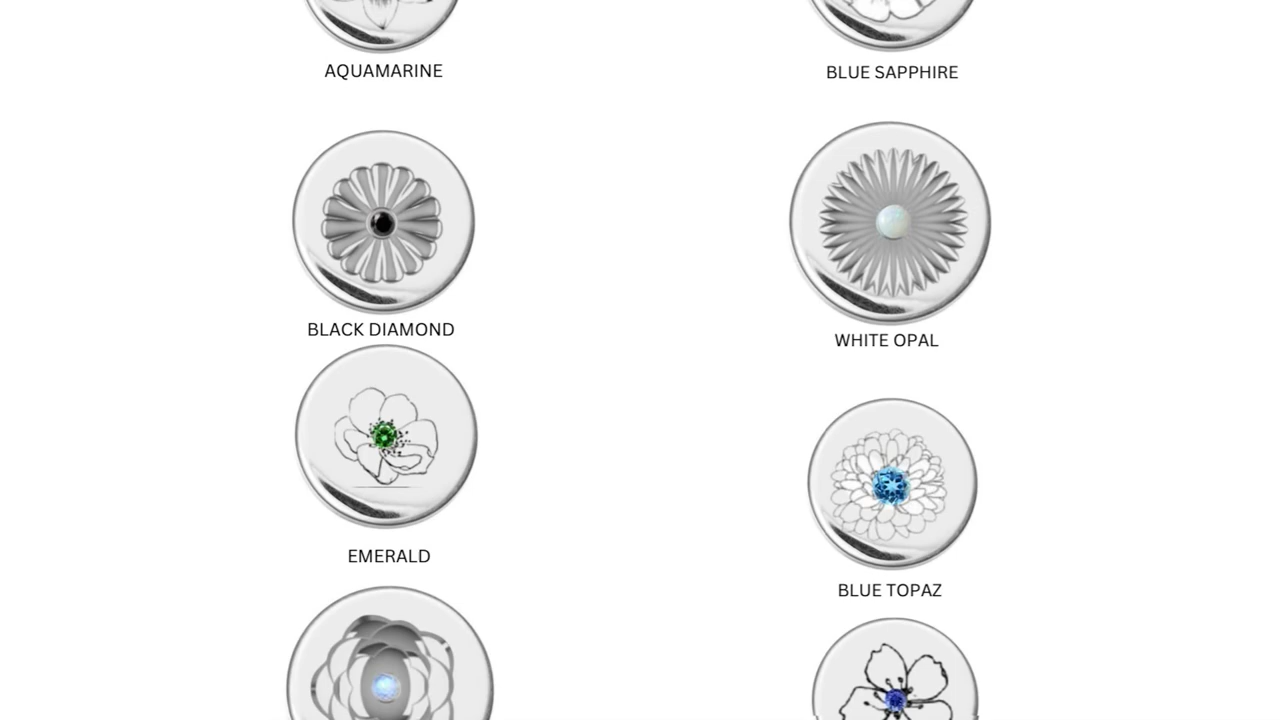 AQUAMARINE
BLUE SAPPHIRE
BLACK DIAMOND
WHITE OPAL
EMERALD
BLUE TOPAZ